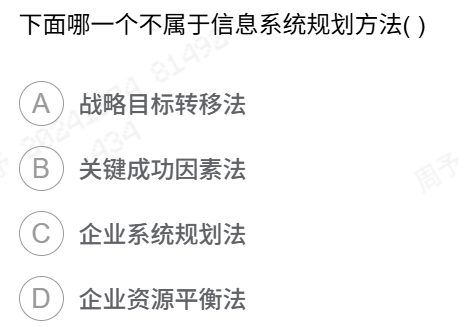 下面哪一个不属于信息系统规划方法( )
A 战略目标转移法
B 关键成功因素法
C 企业系统规划法
D 企业资源平衡法